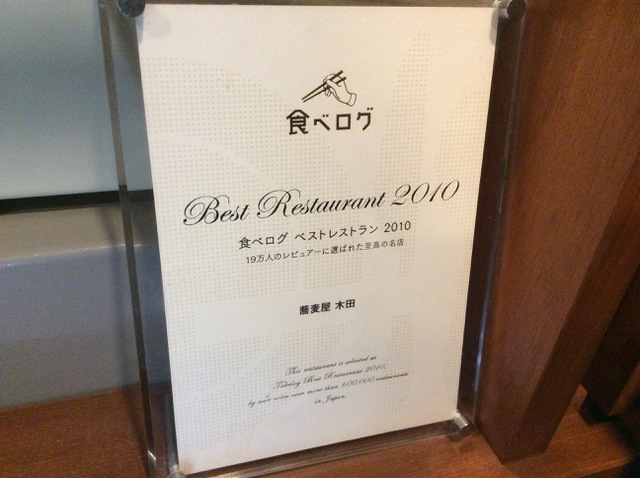 食べログ
Best Restaurant 2010
食べログ ベストレストラン 2010
19万人のレビュアーに選ばれた至高の名店
蕎麦屋 木田
This restaurant is selected as
Tabelog Best Restaurant 2010,
by user votes over more than 600,000 restaurants
in Japan.